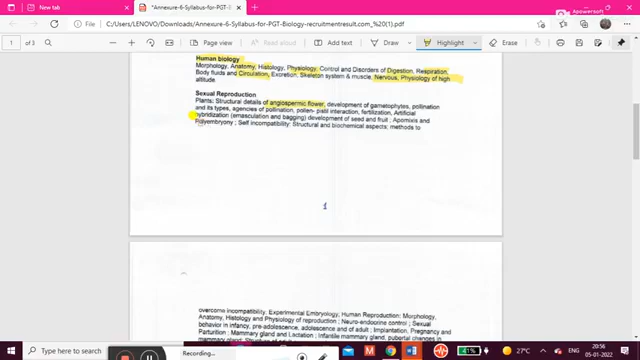 New tab
Annexure-6-Syllabus-for-PGT-Biol
File
C:/Users/LENOVO/Downloads/Annexure-6-Syllabus-for-PGT-Biology-recruitmentresult.com_%20(1).pdf
Apowersoft
1 of 3
Page view
Read aloud
Add text
Draw
Highlight
Erase
Human biology
Morphology, Anatomy, Histology, Physiology: Control and Disorders of Digestion, Respiration,
Body fluids and Circulation, Excretion, Skeleton system & muscle, Nervous, Physiology of high
altitude
Sexual Reproduction
Plants: Structural details of angiospermic flower, development of gametophytes, pollination
and its types, agencies of pollination, pollen- pistil interaction, fertilization, Artificial
hybridization (emasculation and bagging) development of seed and fruit ; Apomixis and
Polyembryony ; Self incompatibility: Structural and biochemical aspects; methods to
1
overcome incompatibility, Experimental Embryology, Human Reproduction: Morphology,
Anatomy, Histology and Physiology of reproduction ; Neuro-endocrine control ; Sexual
behavior in infancy, pre-adolescence, adolescence and of adult ; Implantation, Pregnancy and
Parturition ; Mammary gland and Lactation ; Infantile mammary gland, pubertal changes in
Recording...
41%
27°C
ENG
20:56
05-01-2022